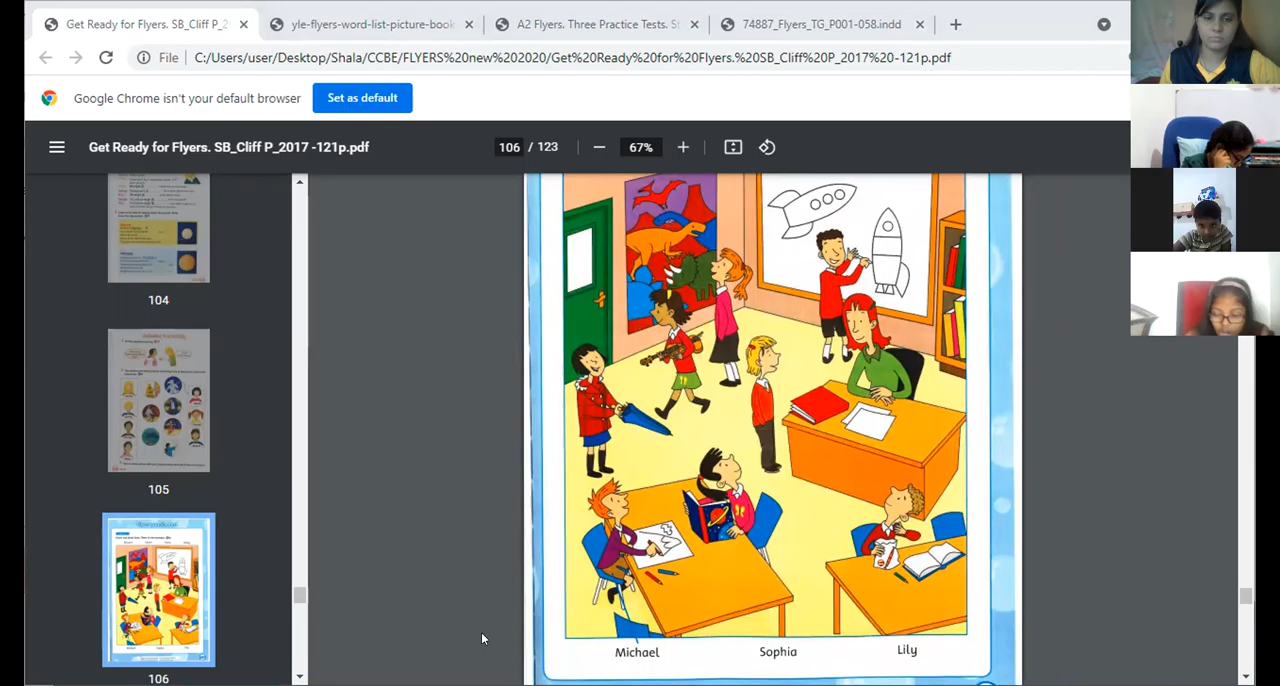 Get Ready for Flyers. SB_Cliff P_2
yle-flyers-word-list-picture-book
A2 Flyers. Three Practice Tests. S
74887_Flyers_TG_P001-058.indd
File
C:/Users/user/Desktop/Shala/CCBE/FLYERS%20new%202020/Get%20Ready%20for%20Flyers.%20SB_Cliff%20P_2017%20-121p.pdf
Google Chrome isn't your default browser
Set as default
Get Ready for Flyers. SB_Cliff P_2017 -121p.pdf
106 / 123
67%
104
105
106
Michael
Sophia
Lily